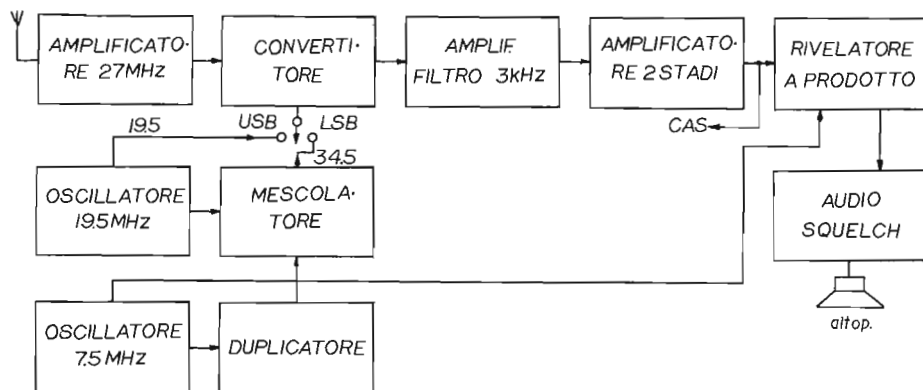 AMPLIFICATO·
RE 27MHz
CONVERTI·
TORE
AMPLIF.
FILTRO 3kHz
AMPLIFICATO·
RE 2 STADI
RIVELATORE
A PRODOTTO
USB
LSB
CAS
19.5
34.5
OSCILLATORE
19.5MHz
MESCOLA·
TORE
AUDIO
SQUELCH
altop.
OSCILLATORE
7.5 MHz
DUPLICATORE